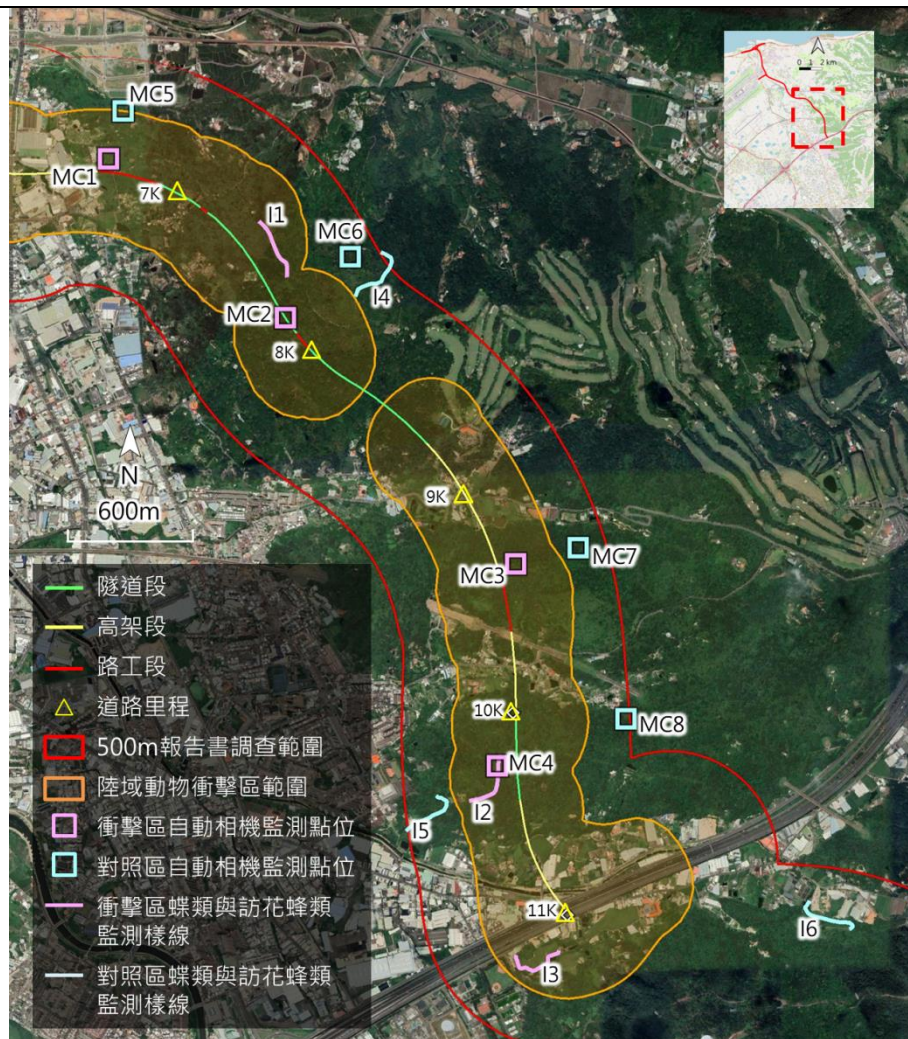 0 1 2 km
MC5
MC1
7K
I1
MC6
I4
MC2
8K
N
600m
9K
MC7
MC3
10K
MC8
MC4
I2
I5
11K
I6
I3
隧道段
高架段
路工段
道路里程
500m報告書調查範圍
陸域動物衝擊區範圍
衝擊區自動相機監測點位
對照區自動相機監測點位
衝擊區蝶類與訪花蜂類
監測樣線
對照區蝶類與訪花蜂類
監測樣線